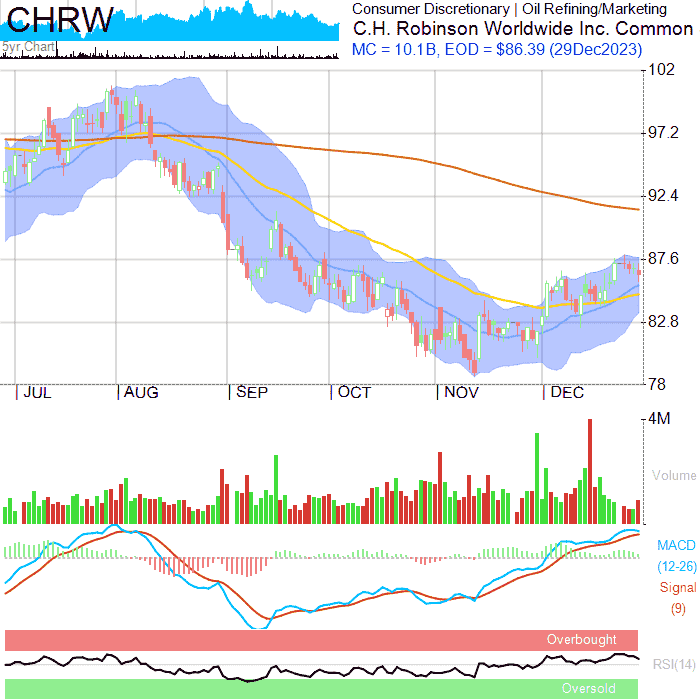 CHRW
5yr Chart
Consumer Discretionary | Oil Refining/Marketing
C.H. Robinson Worldwide Inc. Common
MC = 10.1B, EOD = $86.39 (29Dec2023)
102
97.2
92.4
87.6
82.8
78
JUL AUG SEP OCT NOV DEC
4M
Volume
MACD
(12-26)
Signal
(9)
Overbought
RSI(14)
Oversold